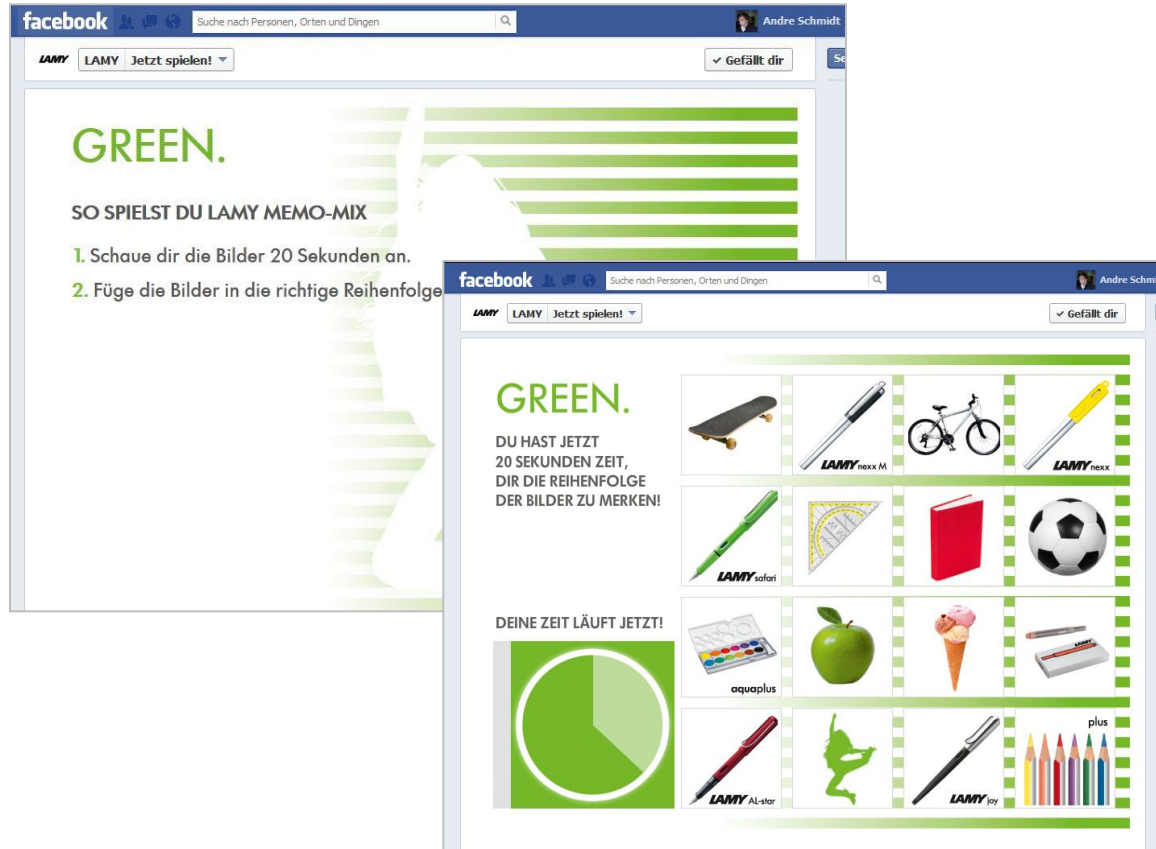 facebook
Suche nach Personen, Orten und Dingen
Andre Schmidt
LAMY
LAMY Jetzt spielen!
✓ Gefällt dir
GREEN.
SO SPIELST DU LAMY MEMO-MIX
1. Schaue dir die Bilder 20 Sekunden an.
2. Füge die Bilder in die richtige Reihenfolge
facebook
Suche nach Personen, Orten und Dingen
Andre
LAMY
LAMY Jetzt spielen!
✓ Gefällt dir
GREEN.
DU HAST JETZT
20 SEKUNDEN ZEIT,
DIR DIE REIHENFOLGE
DER BILDER ZU MERKEN!
LAMY nexx M
LAMY nexx
LAMY safari
DEINE ZEIT LÄUFT JETZT!
aquaplus
LAMY
LAMY AL-star
LAMY joy
plus